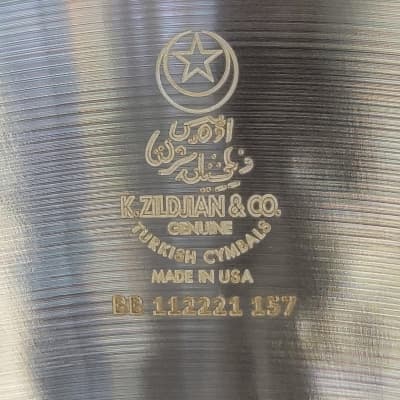 K.ZILDJIAN & CO.
GENUINE
TURKISH CYMBALS
MADE IN USA
BB 112221 157